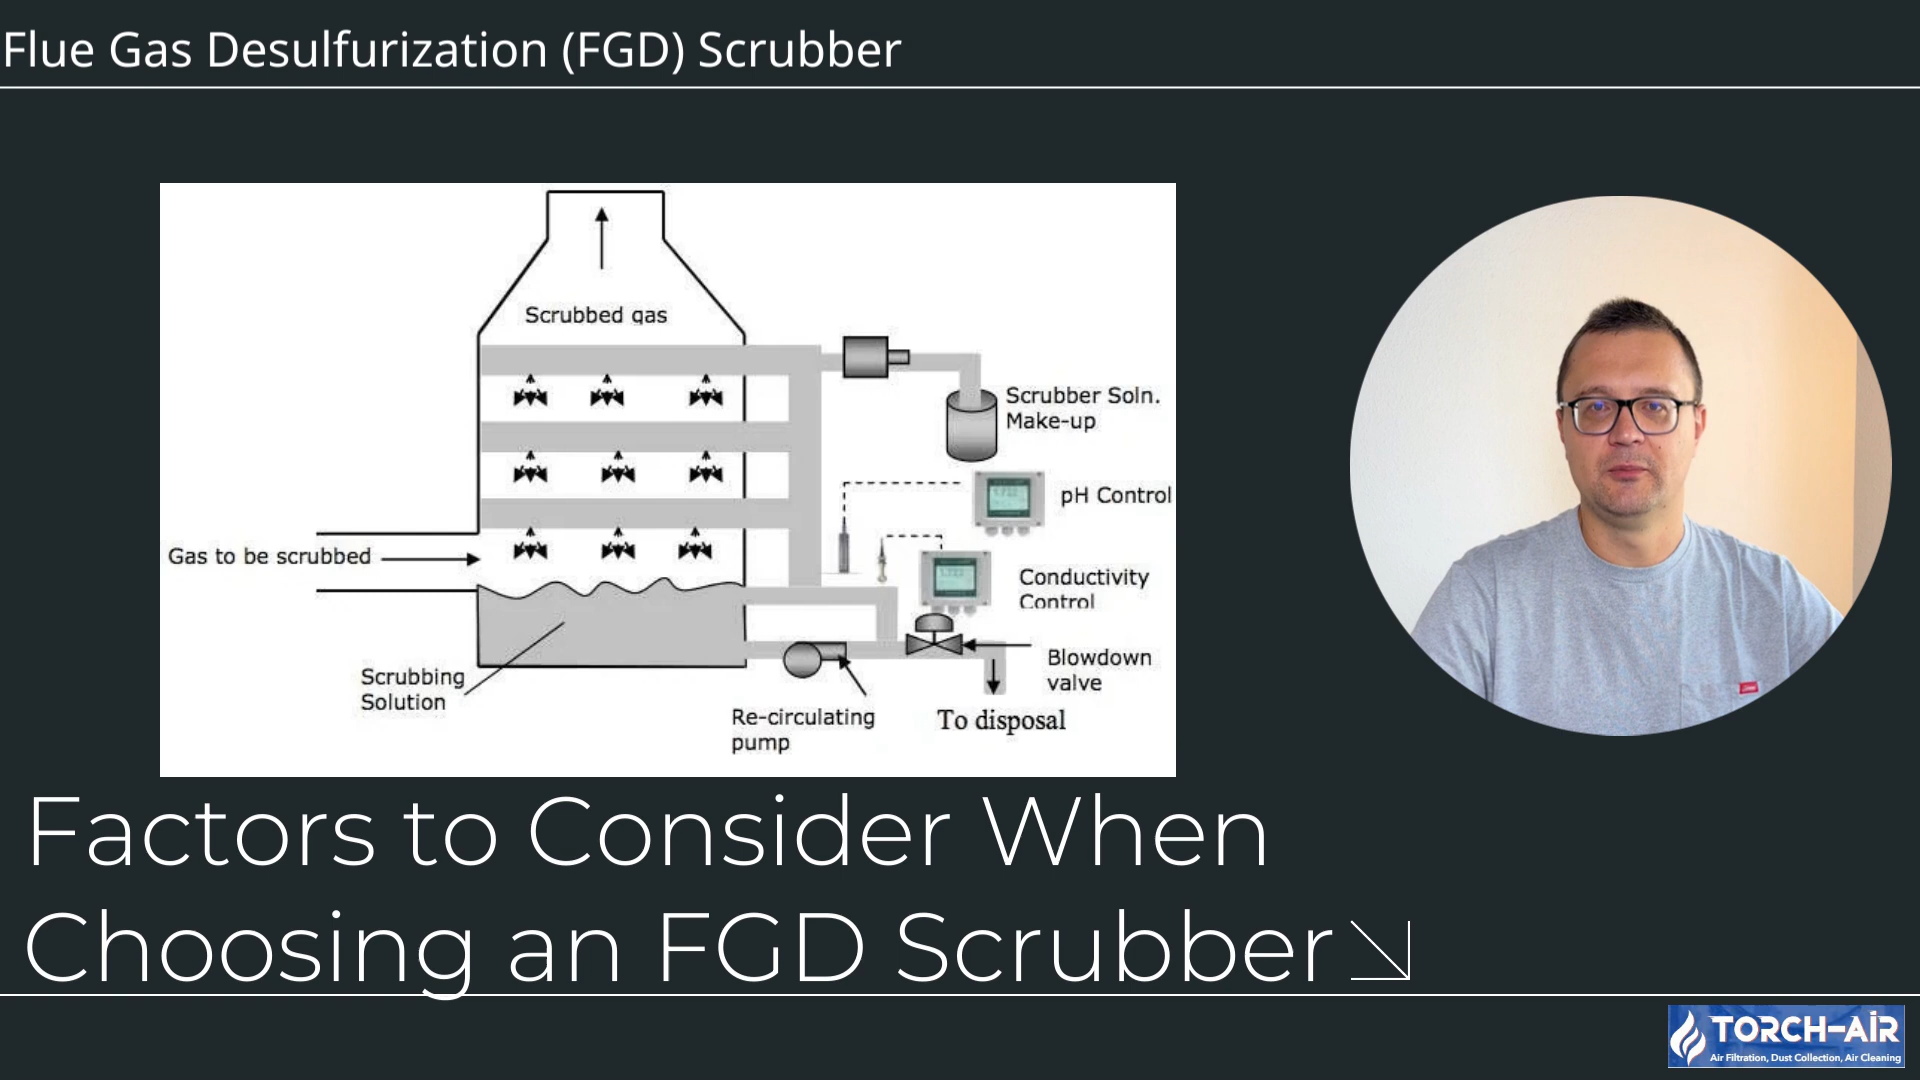 Flue Gas Desulfurization (FGD) Scrubber
Scrubbed gas
Scrubber Soln.
Make-up
pH Control
Gas to be scrubbed
Conductivity
Control
Scrubbing
Solution
Blowdown
valve
Re-circulating
pump
To disposal
Factors to Consider When
Choosing an FGD Scrubber
TORCH-AIR
Air Filtration, Dust Collection, Air Cleaning